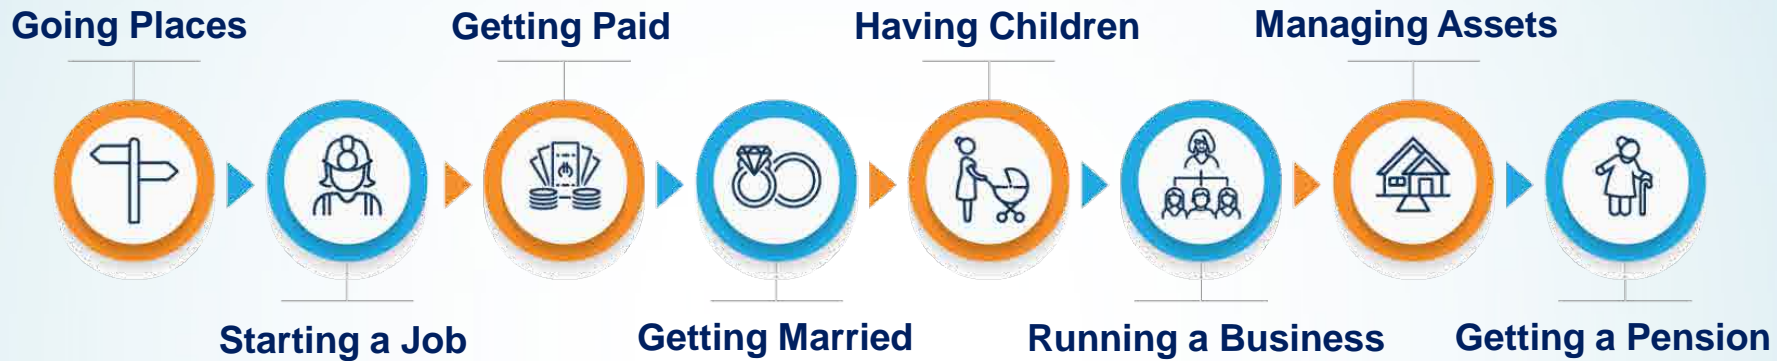 Going Places
Getting Paid
Having Children
Managing Assets
Starting a Job
Getting Married
Running a Business
Getting a Pension